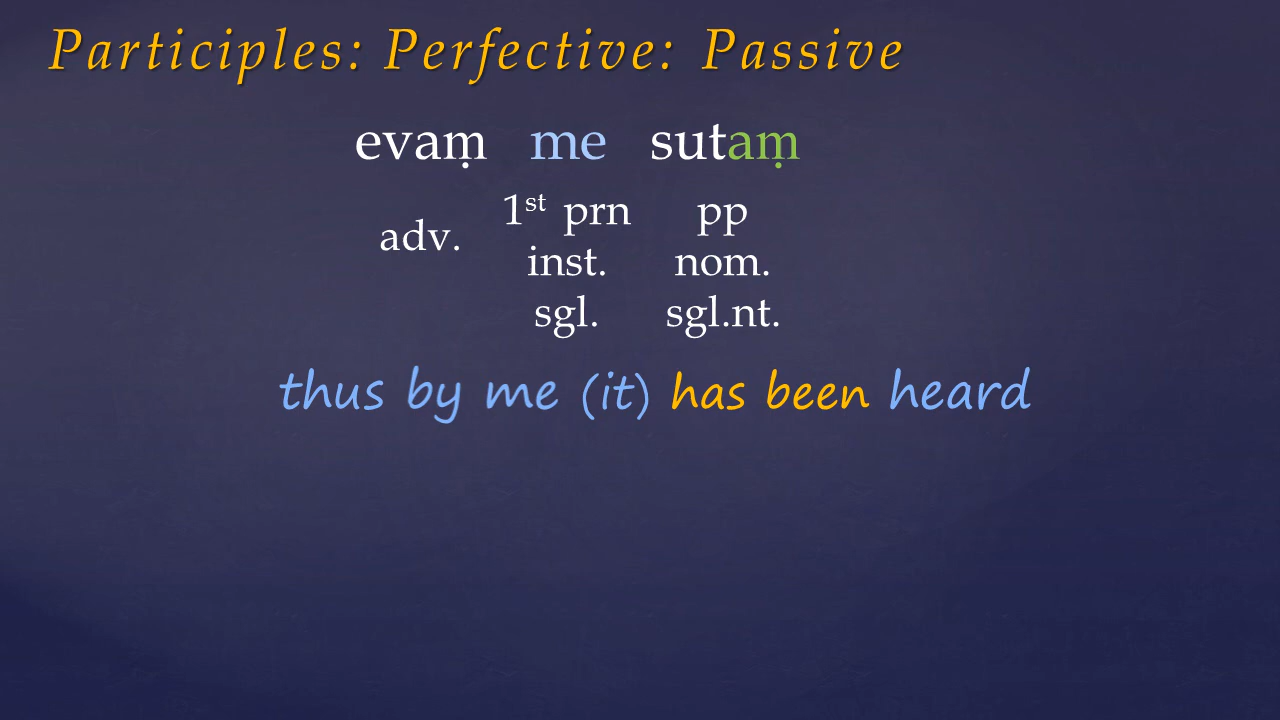 Participles: Perfective: Passive
evaṃ me sutaṃ
adv. 1st prn pp
inst. nom.
sgl. sgl.nt.
thus by me (it) has been heard